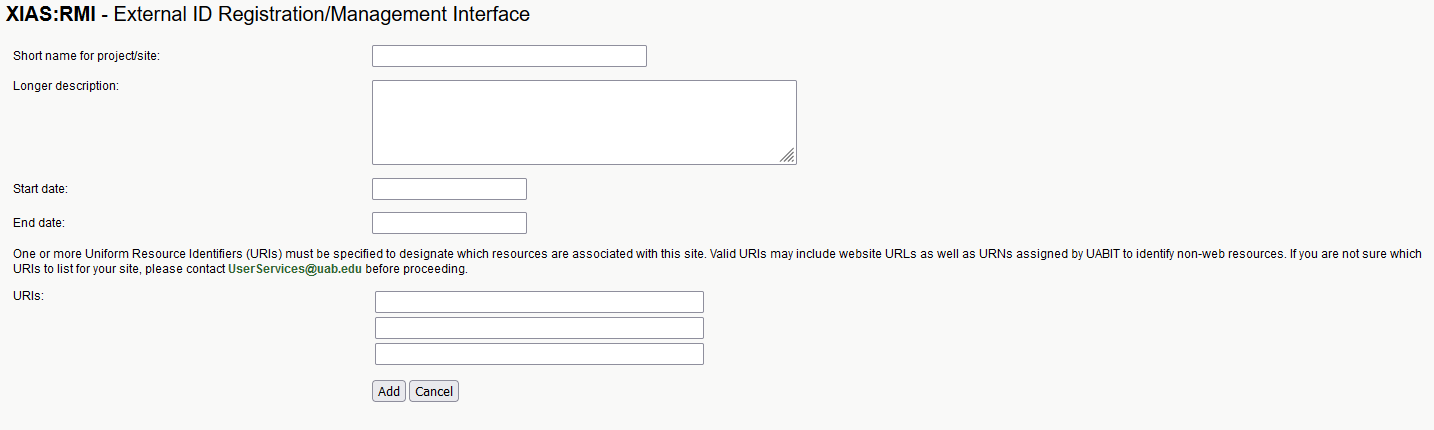 XIAS:RMI - External ID Registration/Management Interface
Short name for project/site:
Longer description:
Start date:
End date:
One or more Uniform Resource Identifiers (URIs) must be specified to designate which resources are associated with this site. Valid URIs may include website URLs as well as URNs assigned by UABIT to identify non-web resources. If you are not sure which
URIs to list for your site, please contact UserServices@uab.edu before proceeding.
URIs:
Add Cancel